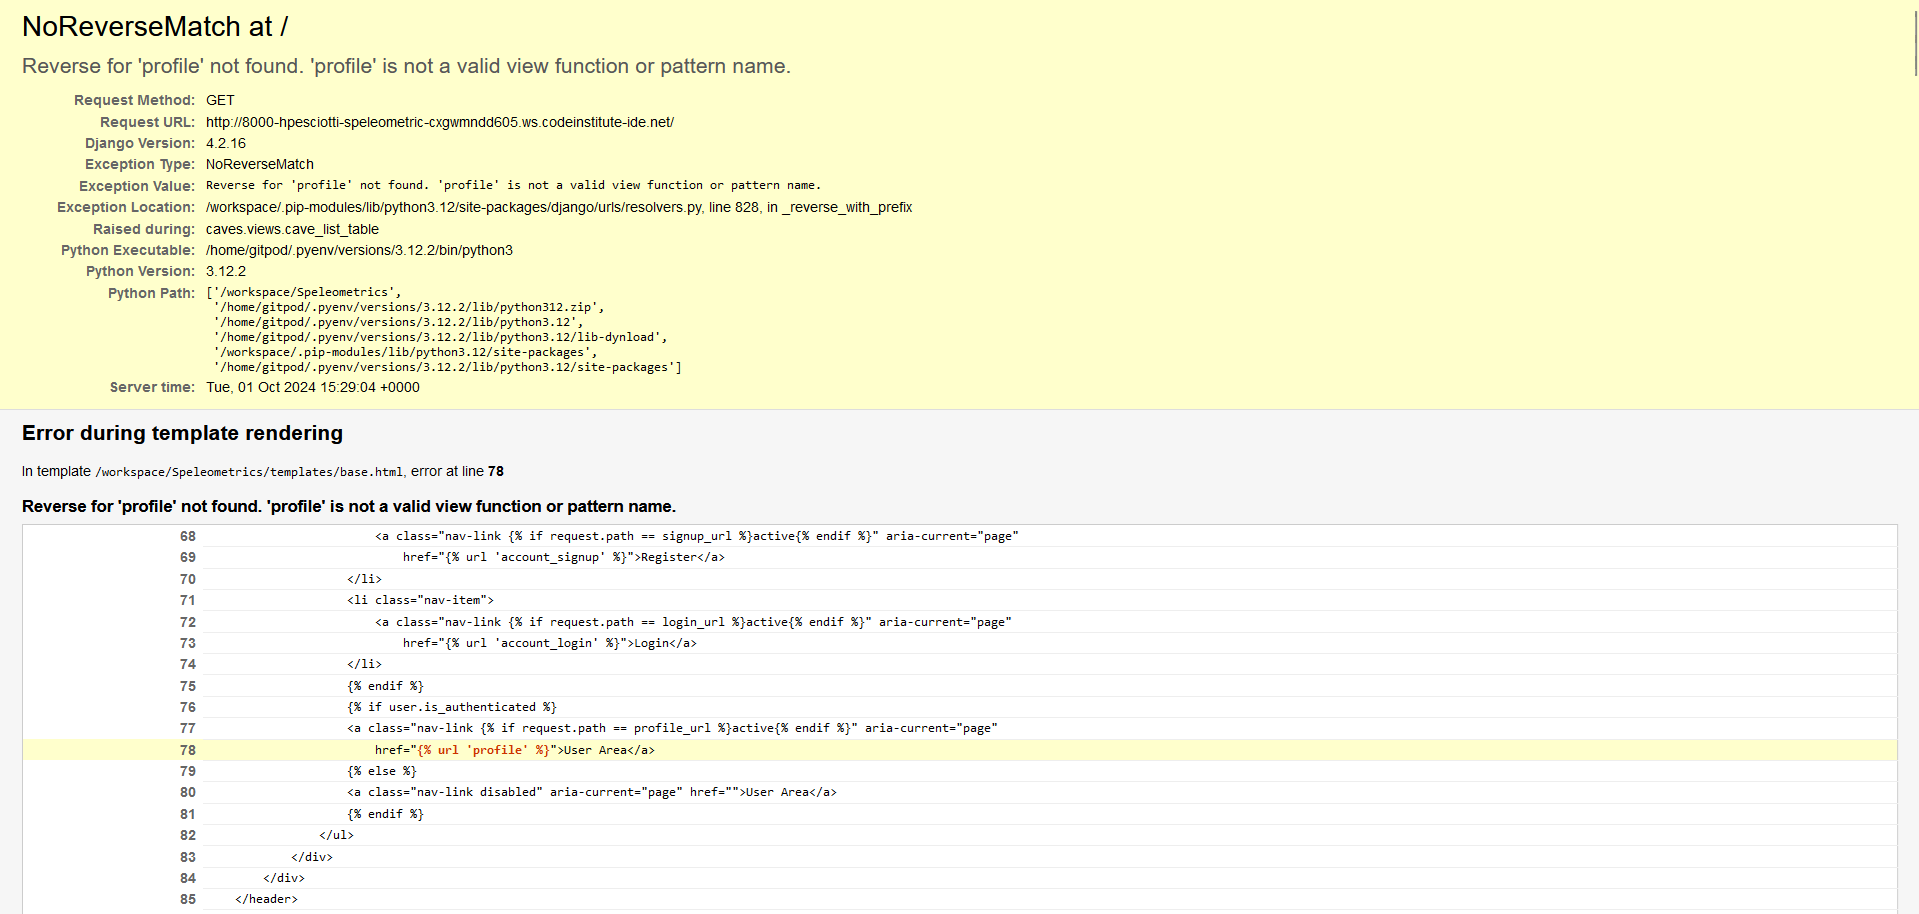 NoReverseMatch at /
Reverse for 'profile' not found. 'profile' is not a valid view function or pattern name.
Request Method: GET
Request URL: http://8000-hpesciotti-speleometric-cxgwmndd605.ws.codeinstitute-ide.net/
Django Version: 4.2.16
Exception Type: NoReverseMatch
Exception Value: Reverse for 'profile' not found. 'profile' is not a valid view function or pattern name.
Exception Location: /workspace/.pip-modules/lib/python3.12/site-packages/django/urls/resolvers.py, line 828, in _reverse_with_prefix
Raised during: caves.views.cave_list_table
Python Executable: /home/gitpod/.pyenv/versions/3.12.2/bin/python3
Python Version: 3.12.2
Python Path: ['/workspace/Speleometrics',
'/home/gitpod/.pyenv/versions/3.12.2/lib/python312.zip',
'/home/gitpod/.pyenv/versions/3.12.2/lib/python3.12',
'/home/gitpod/.pyenv/versions/3.12.2/lib/python3.12/lib-dynload',
'/workspace/.pip-modules/lib/python3.12/site-packages',
'/home/gitpod/.pyenv/versions/3.12.2/lib/python3.12/site-packages']
Server time: Tue, 01 Oct 2024 15:29:04 +0000
Error during template rendering
In template /workspace/Speleometrics/templates/base.html, error at line 78
Reverse for 'profile' not found. 'profile' is not a valid view function or pattern name.
68 <a class="nav-link {% if request.path == signup_url %}active{% endif %}" aria-current="page"
69 href="{% url 'account_signup' %}">Register</a>
70 </li>
71 <li class="nav-item">
72 <a class="nav-link {% if request.path == login_url %}active{% endif %}" aria-current="page"
73 href="{% url 'account_login' %}">Login</a>
74 </li>
75 {% endif %}
76 {% if user.is_authenticated %}
77 <a class="nav-link {% if request.path == profile_url %}active{% endif %}" aria-current="page"
78 href="{% url 'profile' %}">User Area</a>
79 {% else %}
80 <a class="nav-link disabled" aria-current="page" href="">User Area</a>
81 {% endif %}
82 </ul>
83 </div>
84 </div>
85 </header>